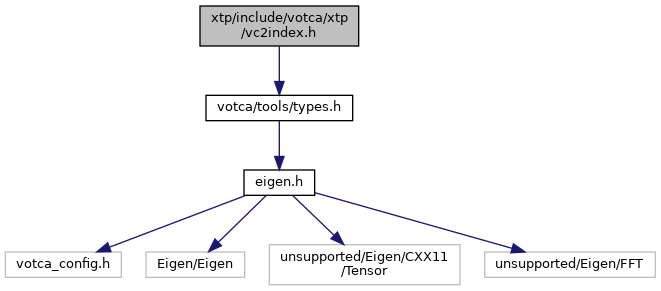 xtp/include/votca/xtp
/vc2index.h
votca/tools/types.h
eigen.h
votca_config.h
Eigen/Eigen
unsupported/Eigen/CXX11
/Tensor
unsupported/Eigen/FFT